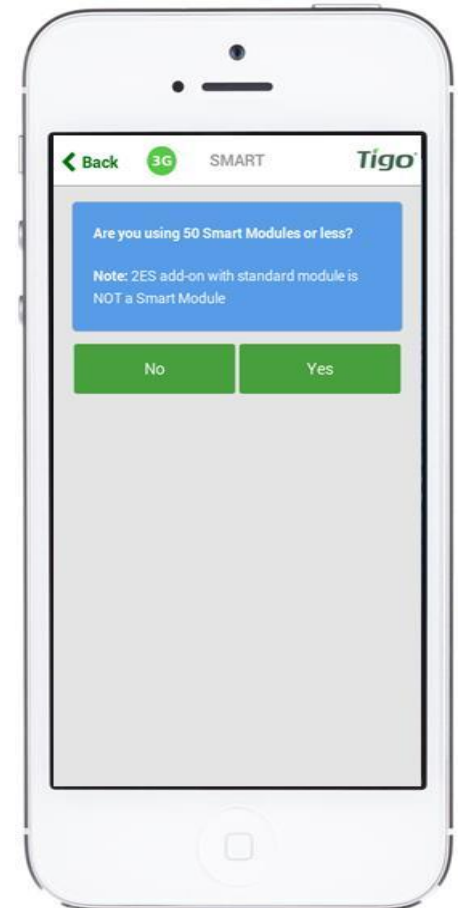 Back 3G SMART Tigo
Are you using 50 Smart Modules or less?
Note: 2ES add-on with standard module is
NOT a Smart Module
No Yes